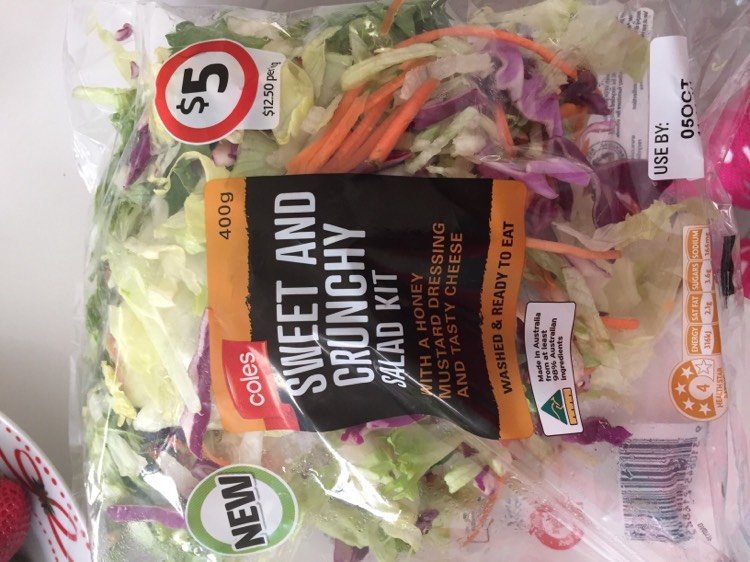 $5
$12.50 per
USE BY:
05OCT
400g
coles
SWEET AND
CRUNCHY
SALAD KIT
WITH A HONEY
MUSTARD DRESSING
AND TASTY CHEESE
WASHED & READY TO EAT
Made in Australia
from at least
98% Australian
ingredients
4
HEALTH STAR
ENERGY
SAT FAT
SUGARS
SODIUM
NEW